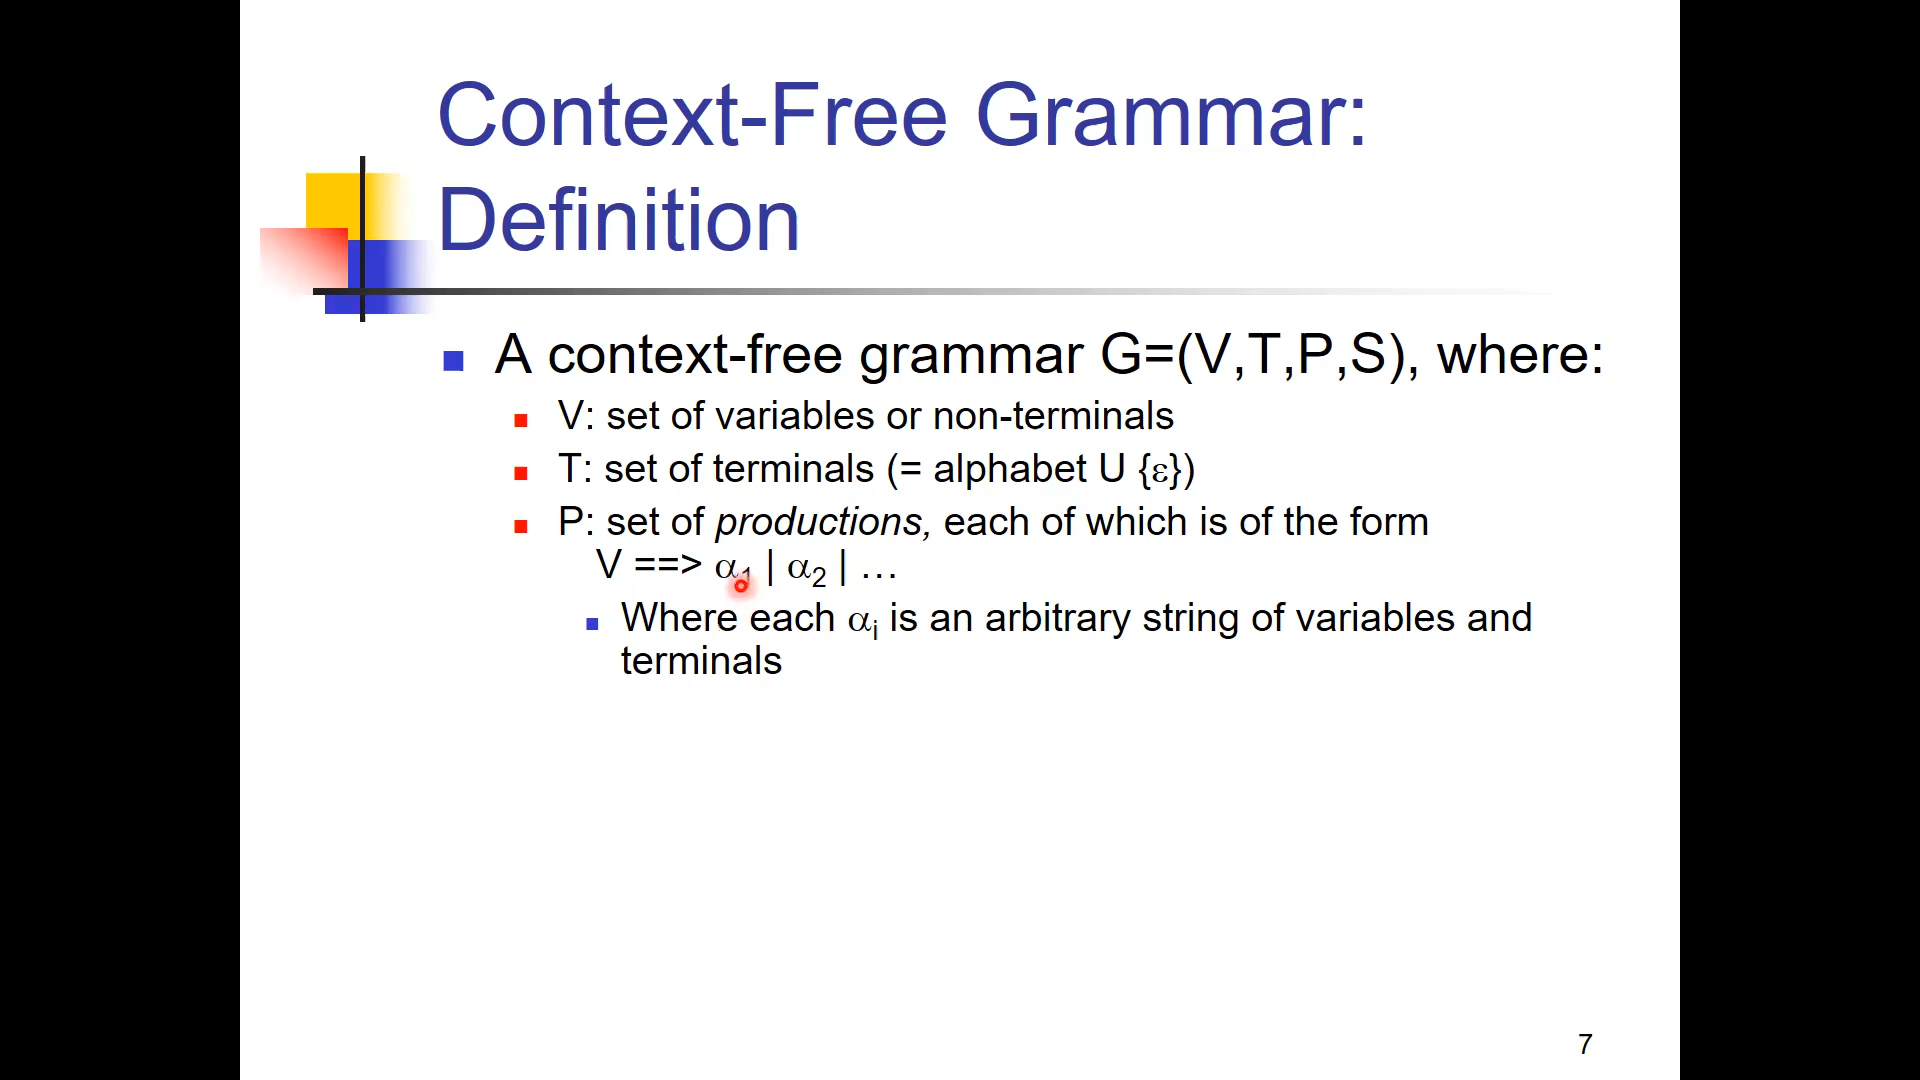 Context-Free Grammar:
Definition
A context-free grammar G=(V,T,P,S), where:
V: set of variables or non-terminals
T: set of terminals (= alphabet U {ε})
P: set of productions, each of which is of the form
V ==> α₁ | α₂ | …
Where each αᵢ is an arbitrary string of variables and
terminals
7